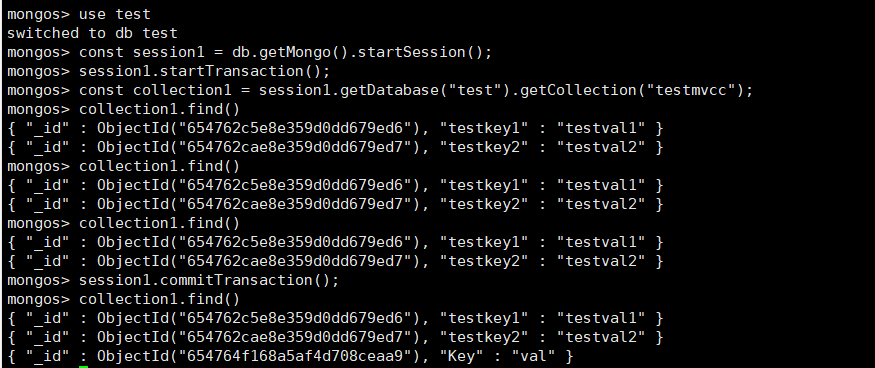 mongos> use test
switched to db test
mongos> const session1 = db.getMongo().startSession();
mongos> session1.startTransaction();
mongos> const collection1 = session1.getDatabase("test").getCollection("testmvcc");
mongos> collection1.find()
{ "_id" : ObjectId("654762c5e8e359d0dd679ed6"), "testkey1" : "testval1" }
{ "_id" : ObjectId("654762cae8e359d0dd679ed7"), "testkey2" : "testval2" }
mongos> collection1.find()
{ "_id" : ObjectId("654762c5e8e359d0dd679ed6"), "testkey1" : "testval1" }
{ "_id" : ObjectId("654762cae8e359d0dd679ed7"), "testkey2" : "testval2" }
mongos> collection1.find()
{ "_id" : ObjectId("654762c5e8e359d0dd679ed6"), "testkey1" : "testval1" }
{ "_id" : ObjectId("654762cae8e359d0dd679ed7"), "testkey2" : "testval2" }
mongos> session1.commitTransaction();
mongos> collection1.find()
{ "_id" : ObjectId("654762c5e8e359d0dd679ed6"), "testkey1" : "testval1" }
{ "_id" : ObjectId("654762cae8e359d0dd679ed7"), "testkey2" : "testval2" }
{ "_id" : ObjectId("654764f168a5af4d708ceaa9"), "Key" : "val" }